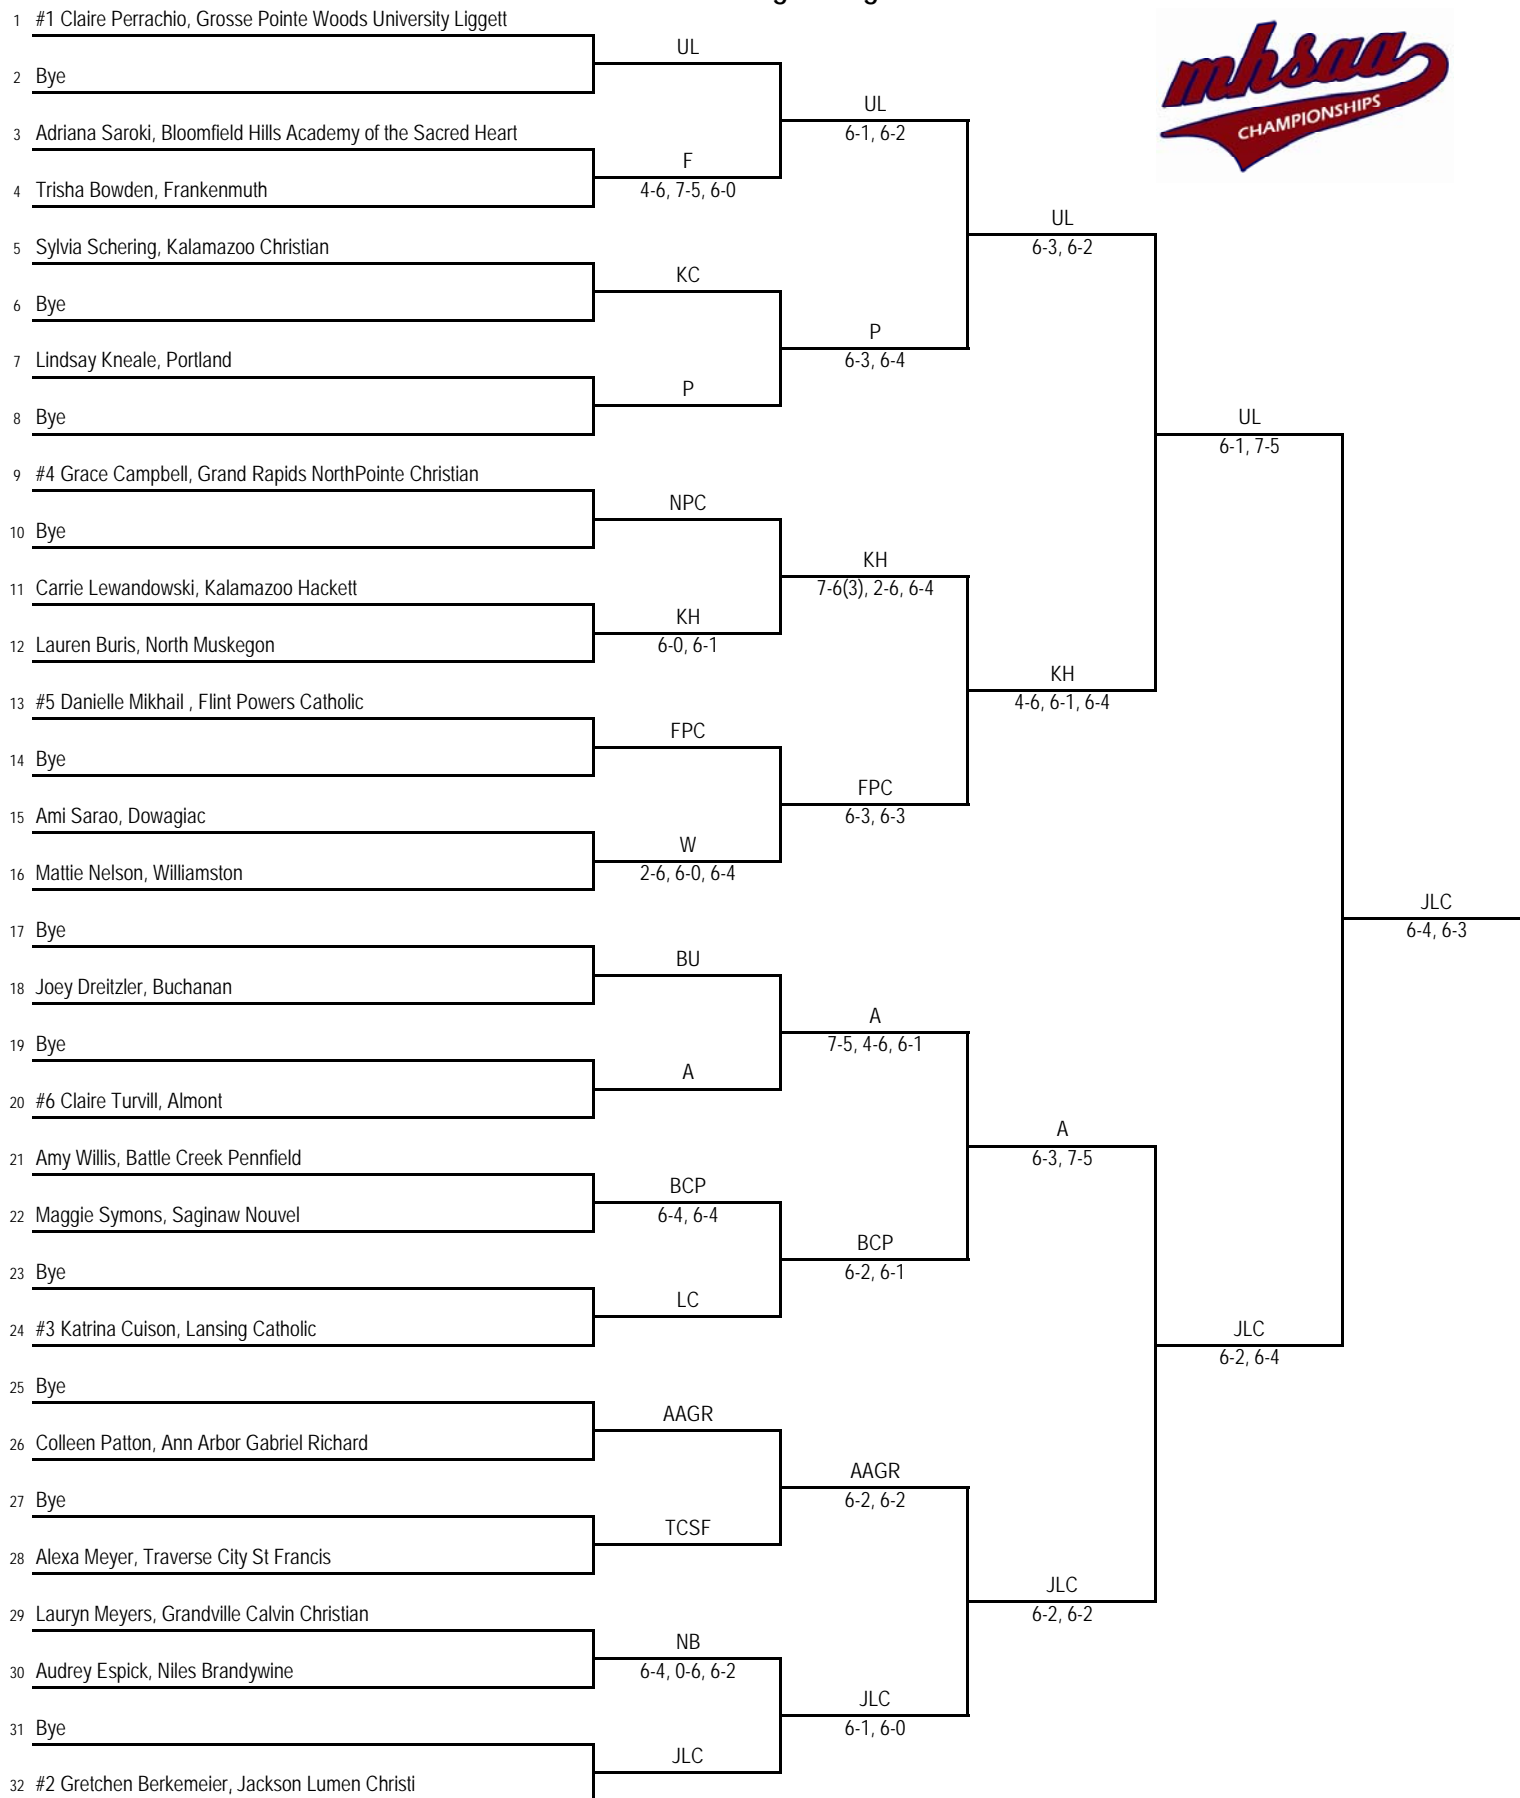 1 #1 Claire Perrachio, Grosse Pointe Woods University Liggett
UL
2 Bye
UL
6-1, 6-2
3 Adriana Saroki, Bloomfield Hills Academy of the Sacred Heart
F
4-6, 7-5, 6-0
4 Trisha Bowden, Frankenmuth
UL
6-3, 6-2
5 Sylvia Schering, Kalamazoo Christian
KC
6 Bye
P
6-3, 6-4
7 Lindsay Kneale, Portland
P
8 Bye
UL
6-1, 7-5
9 #4 Grace Campbell, Grand Rapids NorthPointe Christian
NPC
10 Bye
KH
7-6(3), 2-6, 6-4
11 Carrie Lewandowski, Kalamazoo Hackett
KH
6-0, 6-1
12 Lauren Buris, North Muskegon
KH
4-6, 6-1, 6-4
13 #5 Danielle Mikhail , Flint Powers Catholic
FPC
14 Bye
FPC
6-3, 6-3
15 Ami Sarao, Dowagiac
W
2-6, 6-0, 6-4
16 Mattie Nelson, Williamston
JLC
6-4, 6-3
17 Bye
BU
18 Joey Dreitzler, Buchanan
A
7-5, 4-6, 6-1
19 Bye
A
20 #6 Claire Turvill, Almont
A
6-3, 7-5
21 Amy Willis, Battle Creek Pennfield
BCP
6-4, 6-4
22 Maggie Symons, Saginaw Nouvel
BCP
6-2, 6-1
23 Bye
LC
24 #3 Katrina Cuison, Lansing Catholic
JLC
6-2, 6-4
25 Bye
AAGR
26 Colleen Patton, Ann Arbor Gabriel Richard
AAGR
6-2, 6-2
27 Bye
TCSF
28 Alexa Meyer, Traverse City St Francis
JLC
6-2, 6-2
29 Lauryn Meyers, Grandville Calvin Christian
NB
6-4, 0-6, 6-2
30 Audrey Espick, Niles Brandywine
JLC
6-1, 6-0
31 Bye
JLC
32 #2 Gretchen Berkemeier, Jackson Lumen Christi
mhsaa
CHAMPIONSHIPS